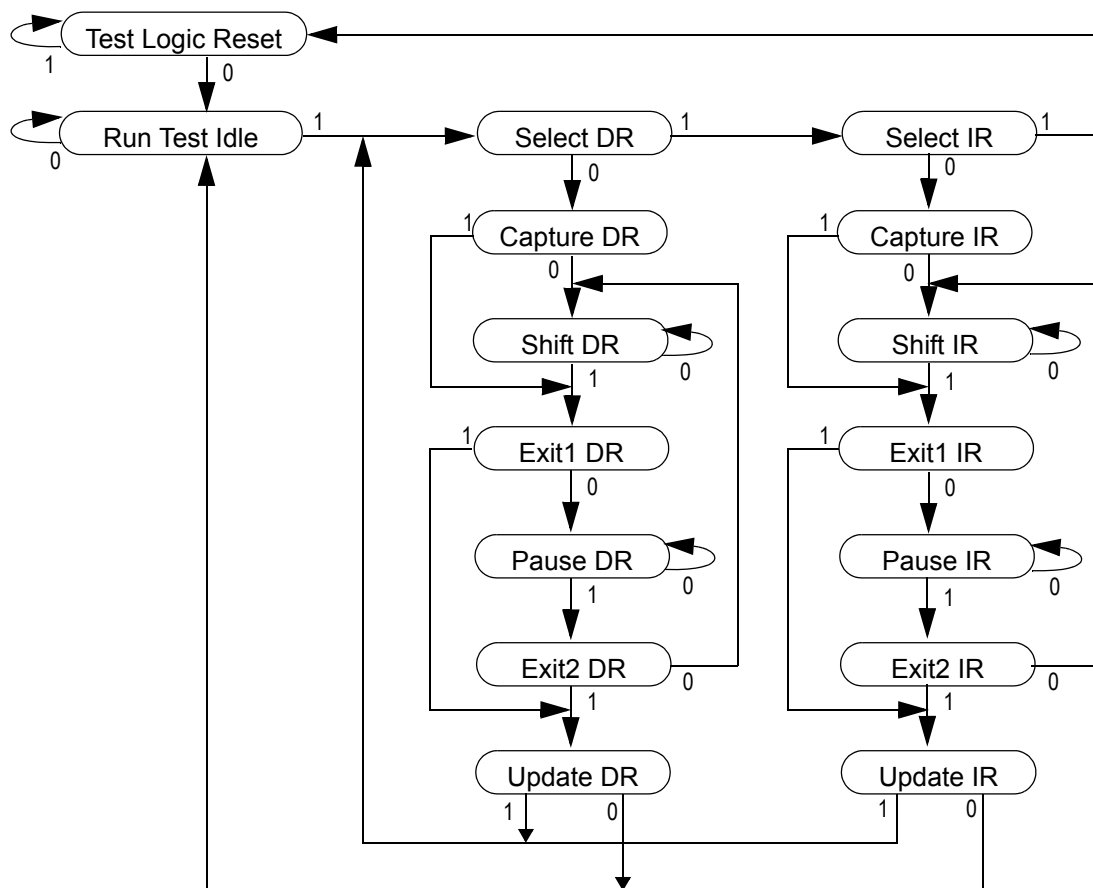 Test Logic Reset
1
0
Run Test Idle
0
1
Select DR
1
0
Select IR
1
0
Capture DR
1
0
Capture IR
1
0
Shift DR
0
1
Shift IR
0
1
Exit1 DR
1
0
Exit1 IR
1
0
Pause DR
0
1
Pause IR
0
1
Exit2 DR
0
1
Exit2 IR
0
1
Update DR
1
0
Update IR
1
0